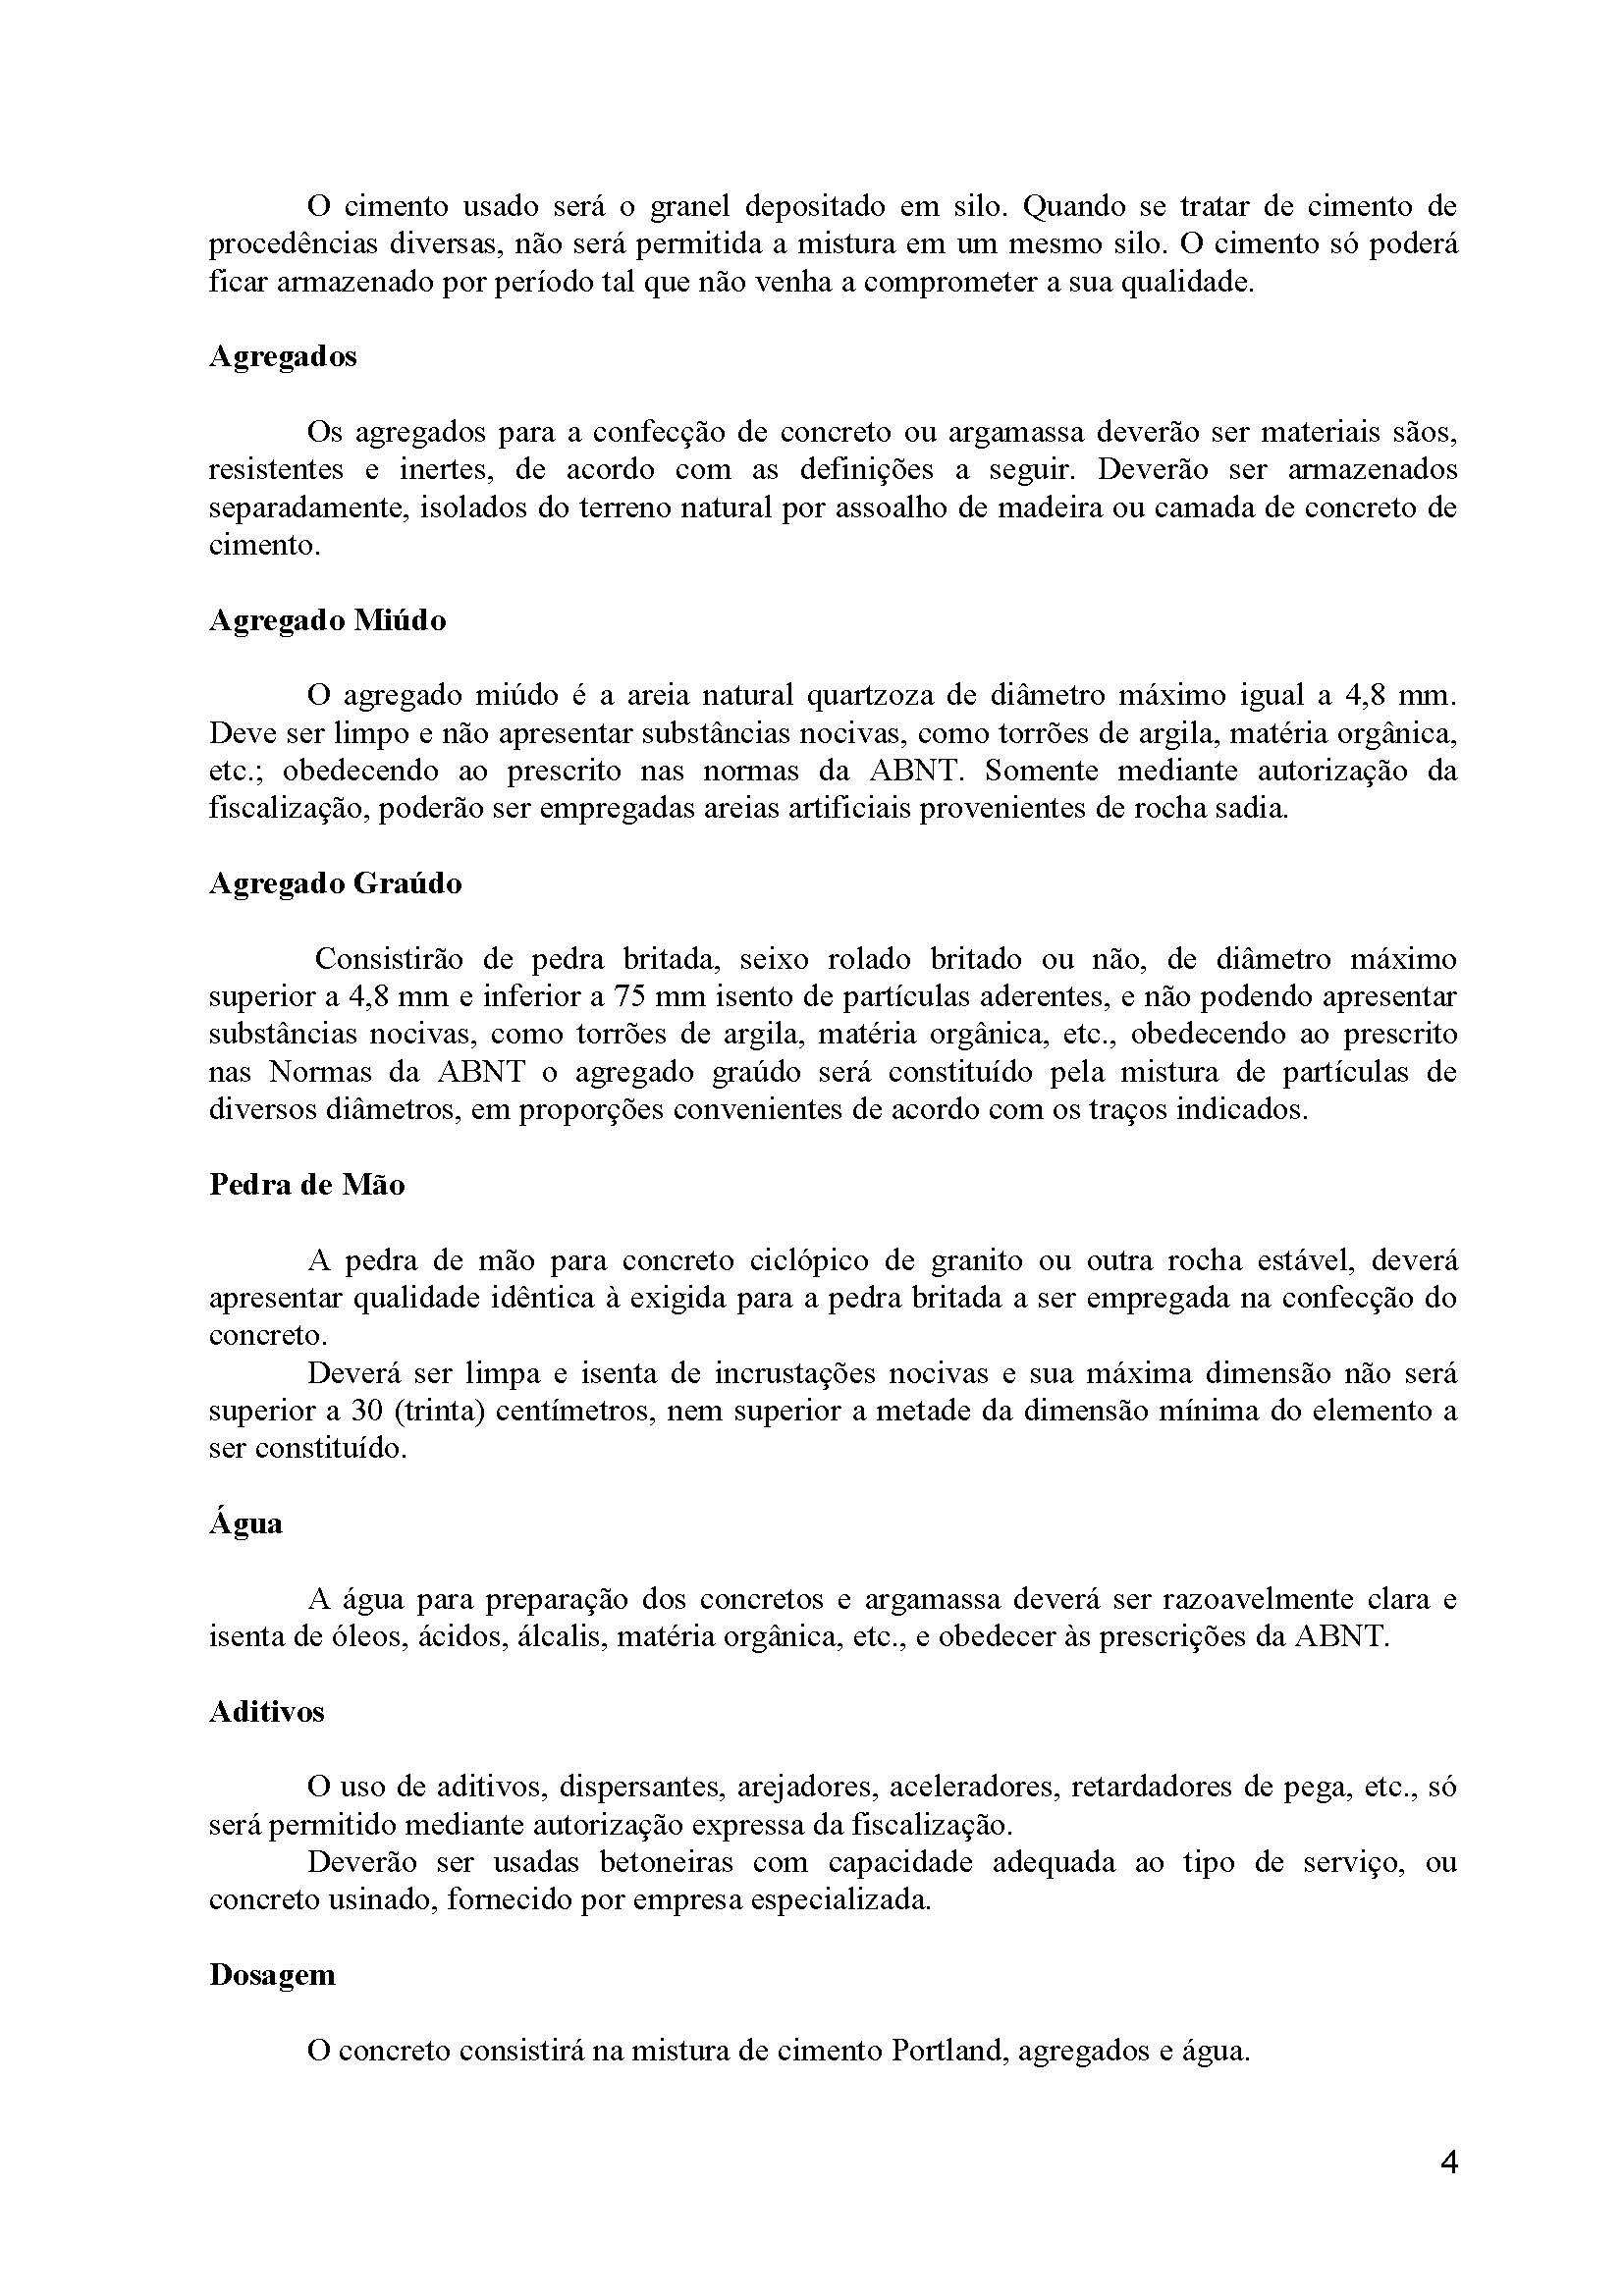 O cimento usado será o granel depositado em silo. Quando se tratar de cimento de
procedências diversas, não será permitida a mistura em um mesmo silo. O cimento só poderá
ficar armazenado por período tal que não venha a comprometer a sua qualidade.
Agregados
Os agregados para a confecção de concreto ou argamassa deverão ser materiais sãos,
resistentes e inertes, de acordo com as definições a seguir. Deverão ser armazenados
separadamente, isolados do terreno natural por assoalho de madeira ou camada de concreto de
cimento.
Agregado Miúdo
O agregado miúdo é a areia natural quartzoza de diâmetro máximo igual a 4,8 mm.
Deve ser limpo e não apresentar substâncias nocivas, como torrões de argila, matéria orgânica,
etc.; obedecendo ao prescrito nas normas da ABNT. Somente mediante autorização da
fiscalização, poderão ser empregadas areias artificiais provenientes de rocha sadia.
Agregado Graúdo
Consistirão de pedra britada, seixo rolado britado ou não, de diâmetro máximo
superior a 4,8 mm e inferior a 75 mm isento de partículas aderentes, e não podendo apresentar
substâncias nocivas, como torrões de argila, matéria orgânica, etc., obedecendo ao prescrito
nas Normas da ABNT o agregado graúdo será constituído pela mistura de partículas de
diversos diâmetros, em proporções convenientes de acordo com os traços indicados.
Pedra de Mão
A pedra de mão para concreto ciclópico de granito ou outra rocha estável, deverá
apresentar qualidade idêntica à exigida para a pedra britada a ser empregada na confecção do
concreto.
Deverá ser limpa e isenta de incrustações nocivas e sua máxima dimensão não será
superior a 30 (trinta) centímetros, nem superior a metade da dimensão mínima do elemento a
ser constituído.
Água
A água para preparação dos concretos e argamassa deverá ser razoavelmente clara e
isenta de óleos, ácidos, álcalis, matéria orgânica, etc., e obedecer às prescrições da ABNT.
Aditivos
O uso de aditivos, dispersantes, arejadores, aceleradores, retardadores de pega, etc., só
será permitido mediante autorização expressa da fiscalização.
Deverão ser usadas betoneiras com capacidade adequada ao tipo de serviço, ou
concreto usinado, fornecido por empresa especializada.
Dosagem
O concreto consistirá na mistura de cimento Portland, agregados e água.
4